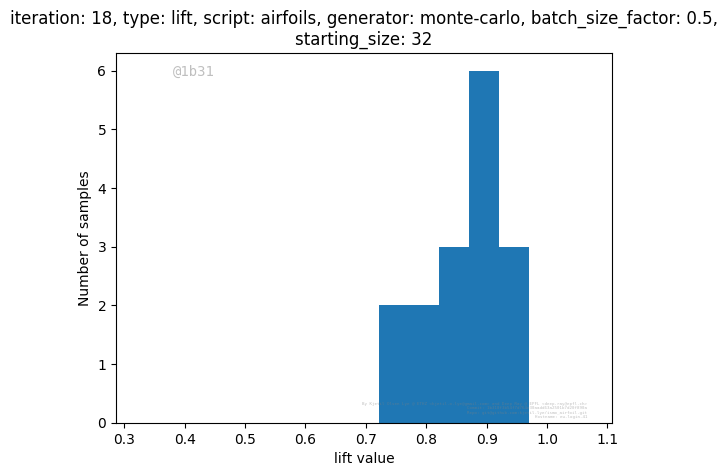 iteration: 18, type: lift, script: airfoils, generator: monte-carlo, batch_size_factor: 0.5,
starting_size: 32
@1b31
6
5
4
3
2
1
0
Number of samples
0.3 0.4 0.5 0.6 0.7 0.8 0.9 1.0 1.1
lift value